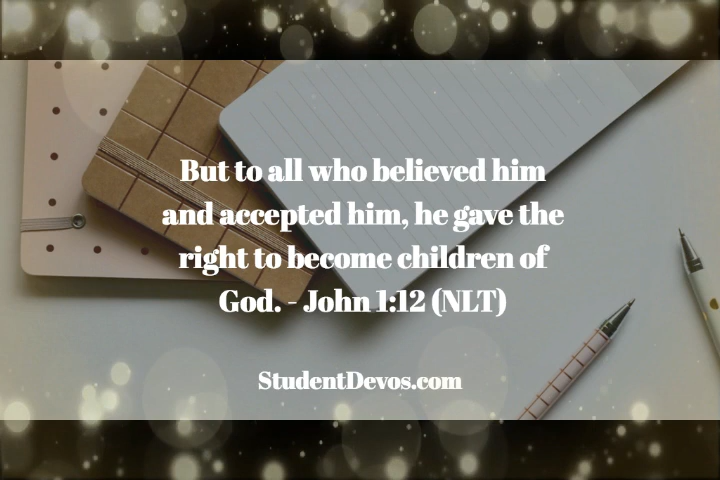 But to all who believed him
and accepted him, he gave the
right to become children of
God. - John 1:12 (NLT)
StudentDevos.com